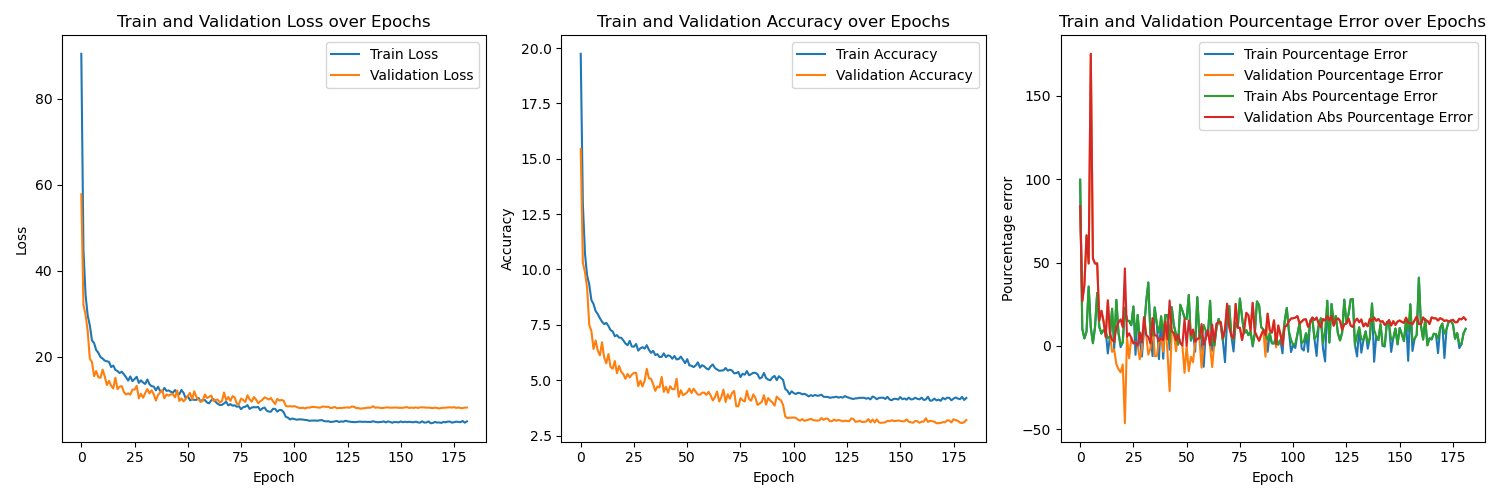 Train and Validation Loss over Epochs
Train Loss
Validation Loss
80
60
40
20
Loss
0 25 50 75 100 125 150 175
Epoch
Train and Validation Accuracy over Epochs
Train Accuracy
Validation Accuracy
20.0
17.5
15.0
12.5
10.0
7.5
5.0
2.5
Accuracy
0 25 50 75 100 125 150 175
Epoch
Train and Validation Pourcentage Error over Epochs
Train Pourcentage Error
Validation Pourcentage Error
Train Abs Pourcentage Error
Validation Abs Pourcentage Error
150
100
50
0
−50
Pourcentage error
0 25 50 75 100 125 150 175
Epoch